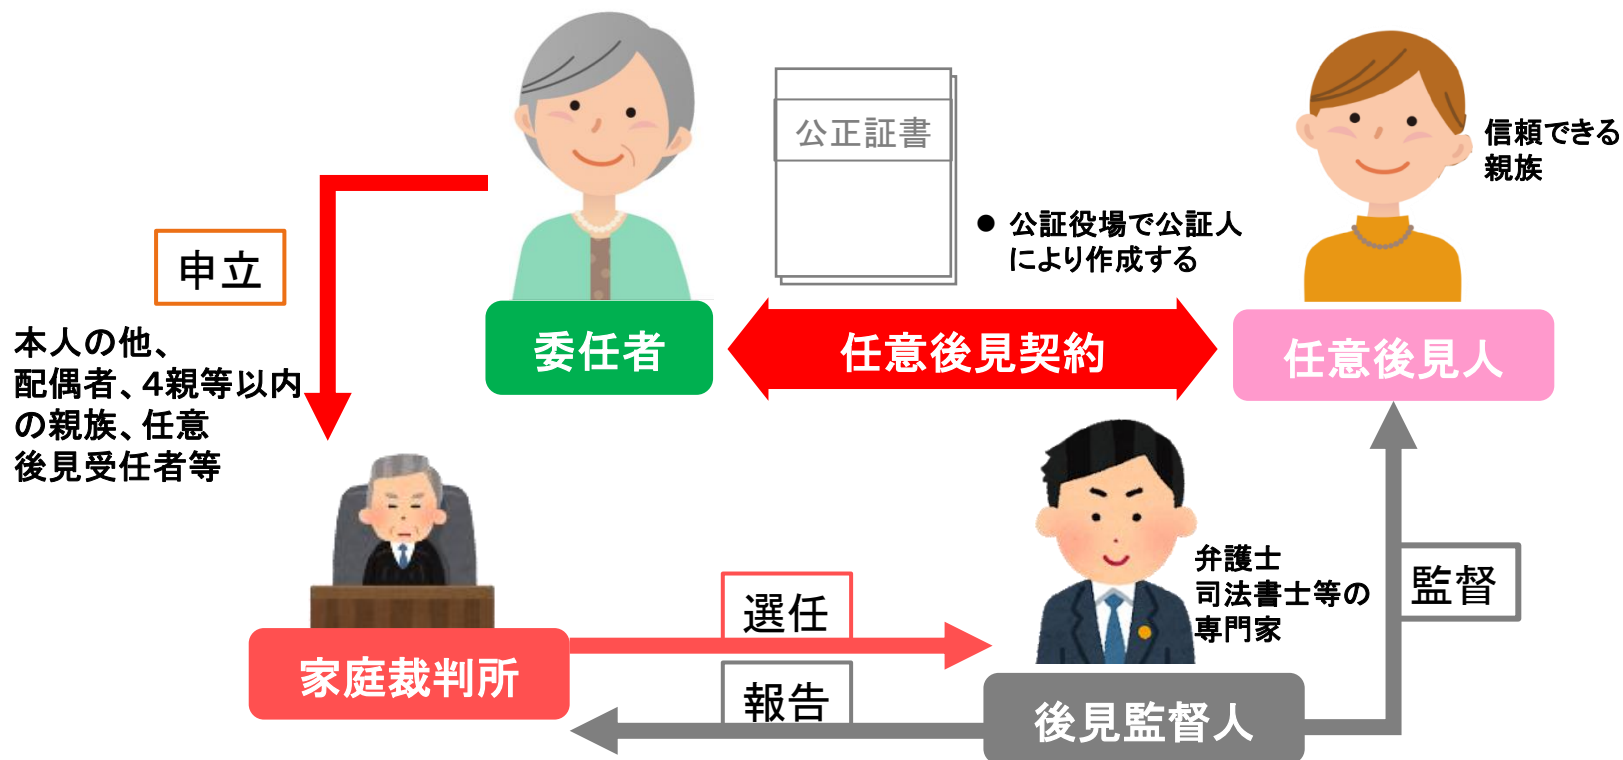 公正証書
信頼できる
親族
● 公証役場で公証人
により作成する
申立
委任者
任意後見契約
任意後見人
本人の他、
配偶者、4親等以内
の親族、任意
後見受任者等
弁護士
司法書士等の
専門家
監督
選任
家庭裁判所
報告
後見監督人